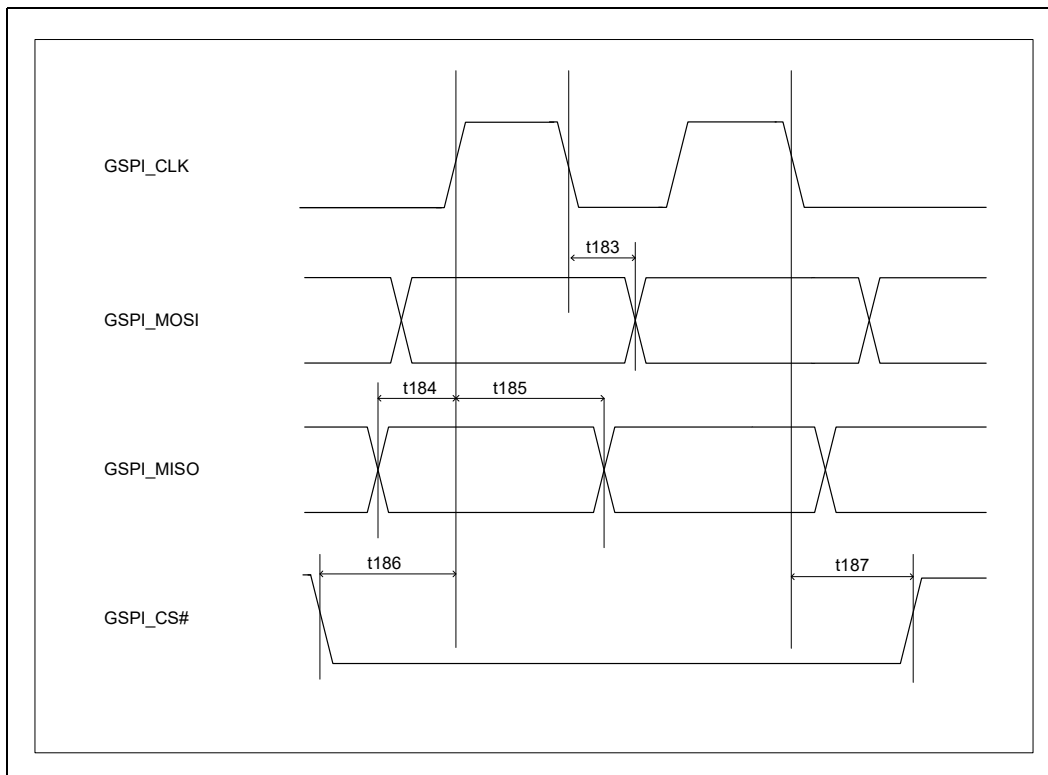 GSPI_CLK
t183
GSPI_MOSI
t184
t185
GSPI_MISO
t186
t187
GSPI_CS#